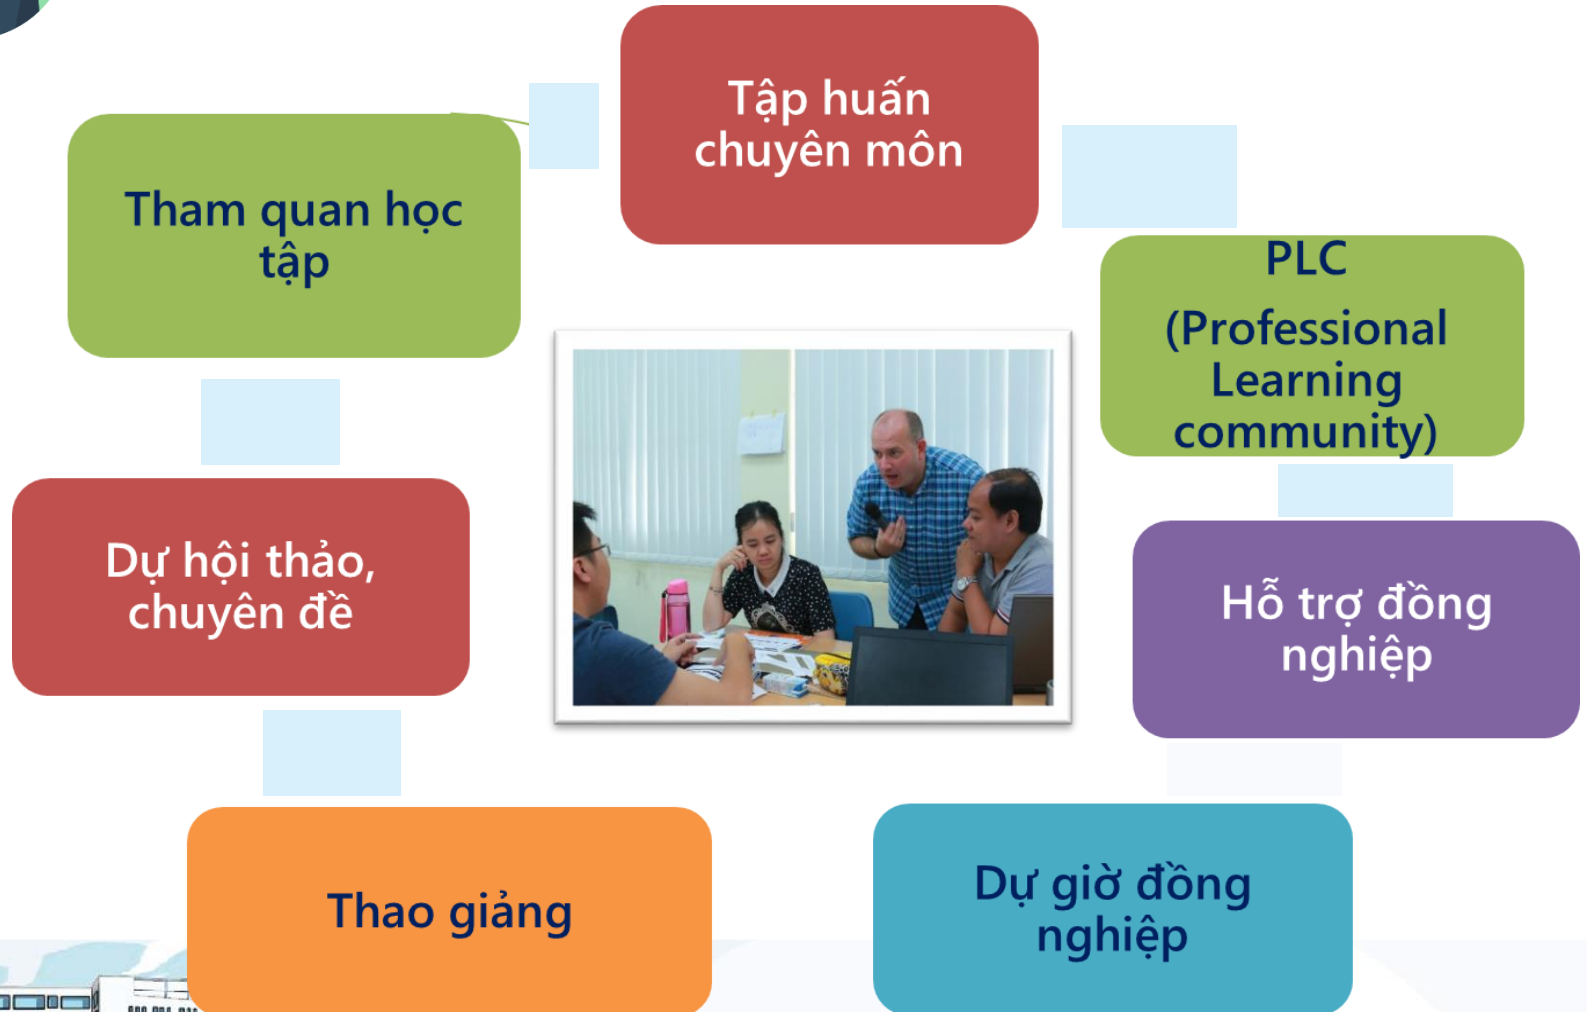 Tập huấn
chuyên môn
Tham quan học
tập
PLC
(Professional
Learning
community)
Dự hội thảo,
chuyên đề
Hỗ trợ đồng
nghiệp
Thao giảng
Dự giờ đồng
nghiệp